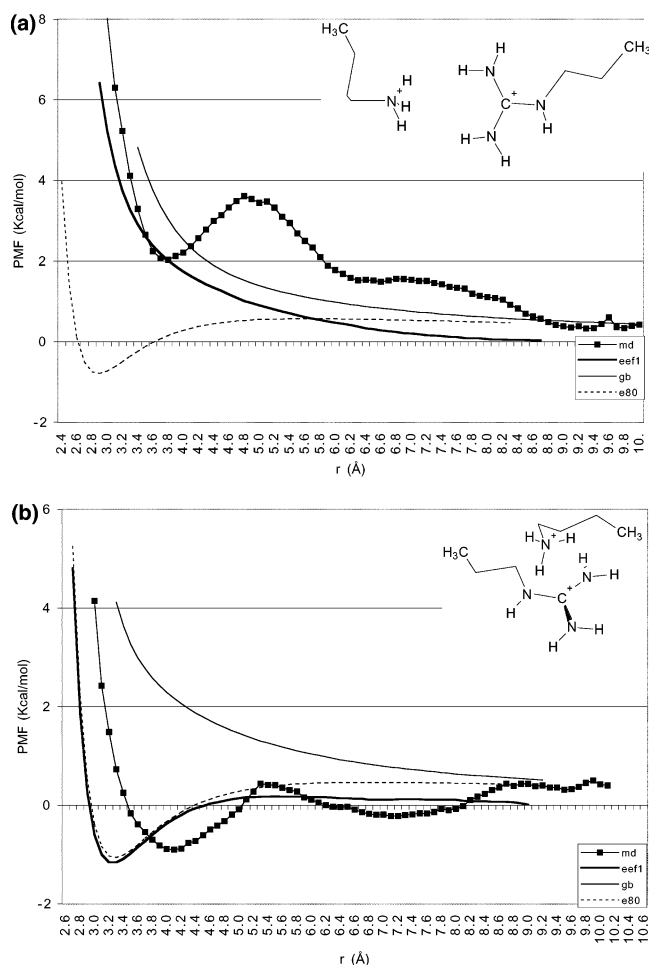 (a)
8
6
4
2
0
-2
PMF (Kcal/mol)
H₃C
N
+
H
H
H
H
H
N
H
H
N
C
+
N
H
CH₃
md
eef1
gb
e80
2.4 2.6 2.8 3.0 3.2 3.4 3.6 3.8 4.0 4.2 4.4 4.6 4.8 5.0 5.2 5.4 5.6 5.8 6.0 6.2 6.4 6.6 6.8 7.0 7.2 7.4 7.6 7.8 8.0 8.2 8.4 8.6 8.8 9.0 9.2 9.4 9.6 9.8 10.
r (Å)
(b)
6
4
2
0
-2
PMF (Kcal/mol)
CH₃
H
N
+
H
H
H₃C
N
H
C
+
H
N
H
N
H
H
md
eef1
gb
e80
2.6 2.8 3.0 3.2 3.4 3.6 3.8 4.0 4.2 4.4 4.6 4.8 5.0 5.2 5.4 5.6 5.8 6.0 6.2 6.4 6.6 6.8 7.0 7.2 7.4 7.6 7.8 8.0 8.2 8.4 8.6 8.8 9.0 9.2 9.4 9.6 9.8 10.0 10.2 10.4 10.6
r (Å)